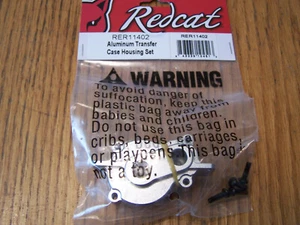 Redcat
RER11402
RER11402
Aluminum Transfer
Case Housing Set
WARNING
To avoid danger of
suffocation, keep this
plastic bag away from
babies and children.
Do not use this bag in
cribs, beds, carriages,
or playpens This bag i
not a toy.